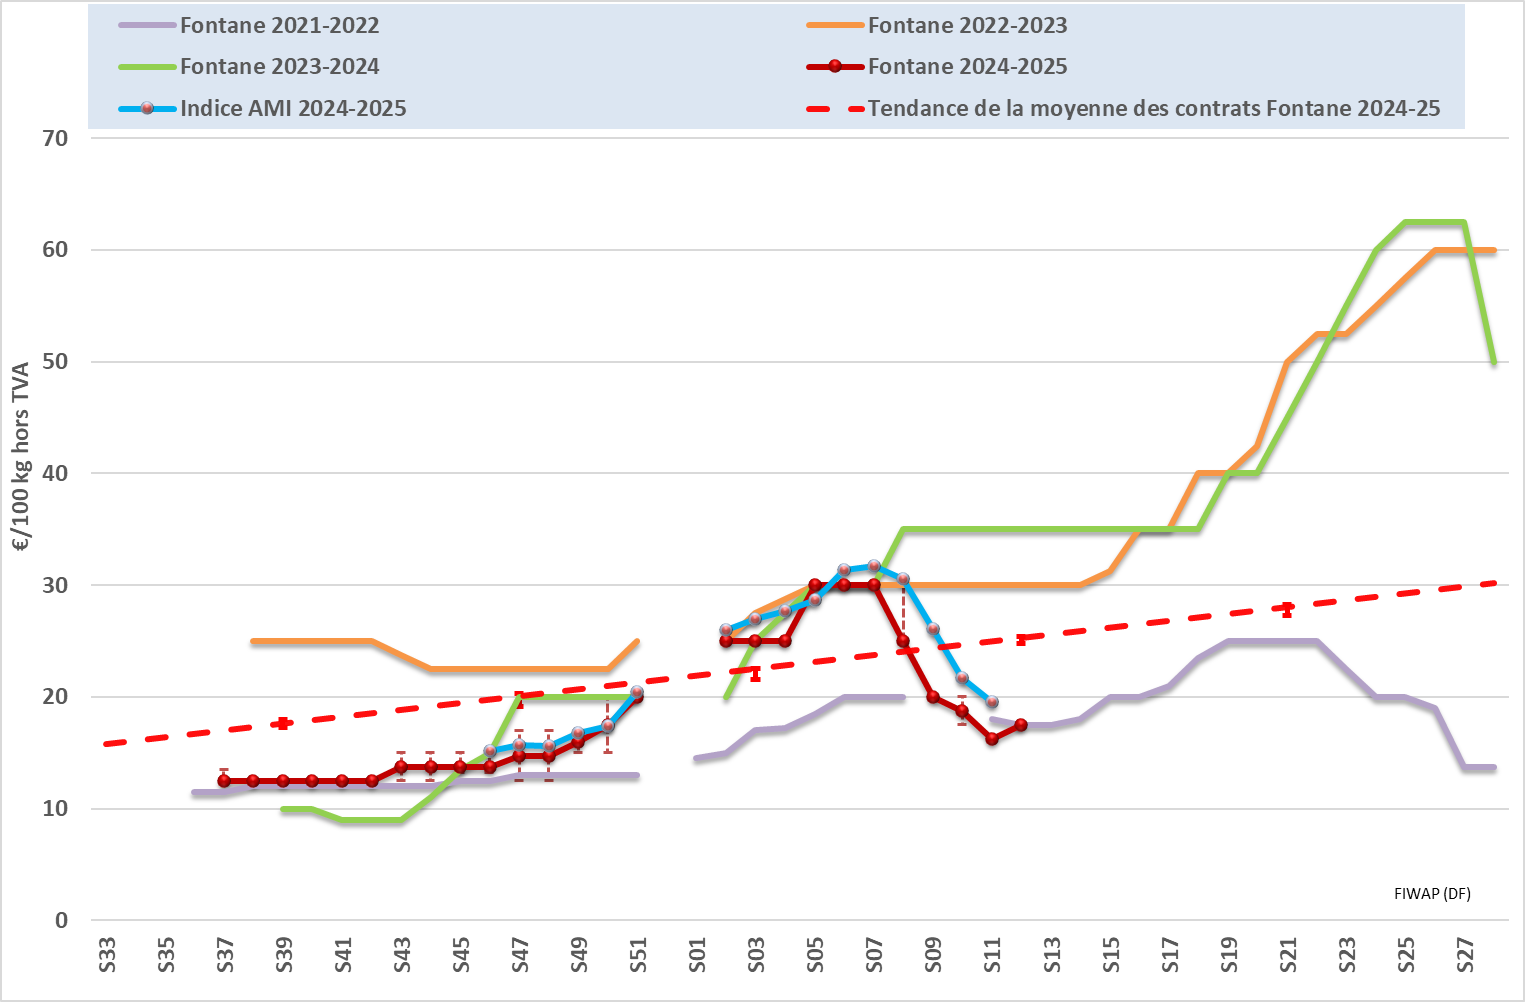 Fontane 2021-2022
Fontane 2022-2023
Fontane 2023-2024
Fontane 2024-2025
Indice AMI 2024-2025
Tendance de la moyenne des contrats Fontane 2024-25
€/100 kg hors TVA
70
60
50
40
30
20
10
0
FIWAP (DF)
S33
S35
S37
S39
S41
S43
S45
S47
S49
S51
S01
S03
S05
S07
S09
S11
S13
S15
S17
S19
S21
S23
S25
S27